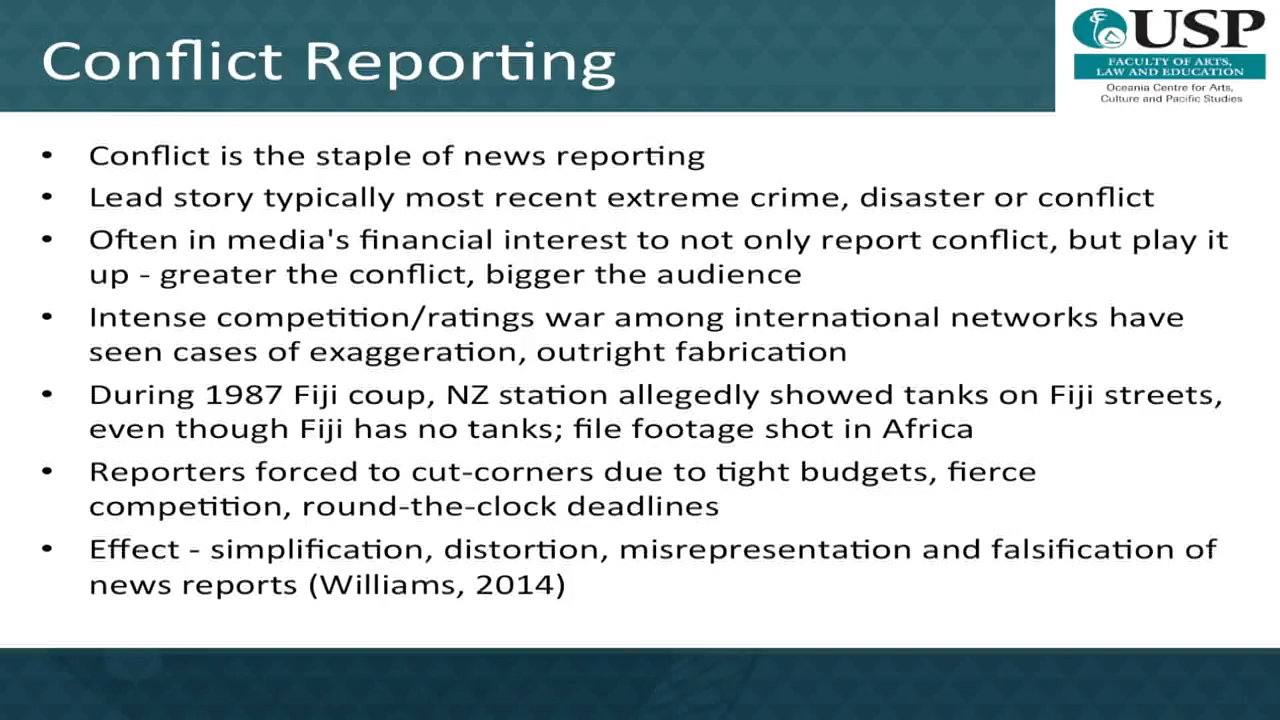 Conflict Reporting
USP
FACULTY OF ARTS,
LAW AND EDUCATION
Oceania Centre for Arts,
Culture and Pacific Studies
• Conflict is the staple of news reporting
• Lead story typically most recent extreme crime, disaster or conflict
• Often in media's financial interest to not only report conflict, but play it
up - greater the conflict, bigger the audience
• Intense competition/ratings war among international networks have
seen cases of exaggeration, outright fabrication
• During 1987 Fiji coup, NZ station allegedly showed tanks on Fiji streets,
even though Fiji has no tanks; file footage shot in Africa
• Reporters forced to cut-corners due to tight budgets, fierce
competition, round-the-clock deadlines
• Effect - simplification, distortion, misrepresentation and falsification of
news reports (Williams, 2014)